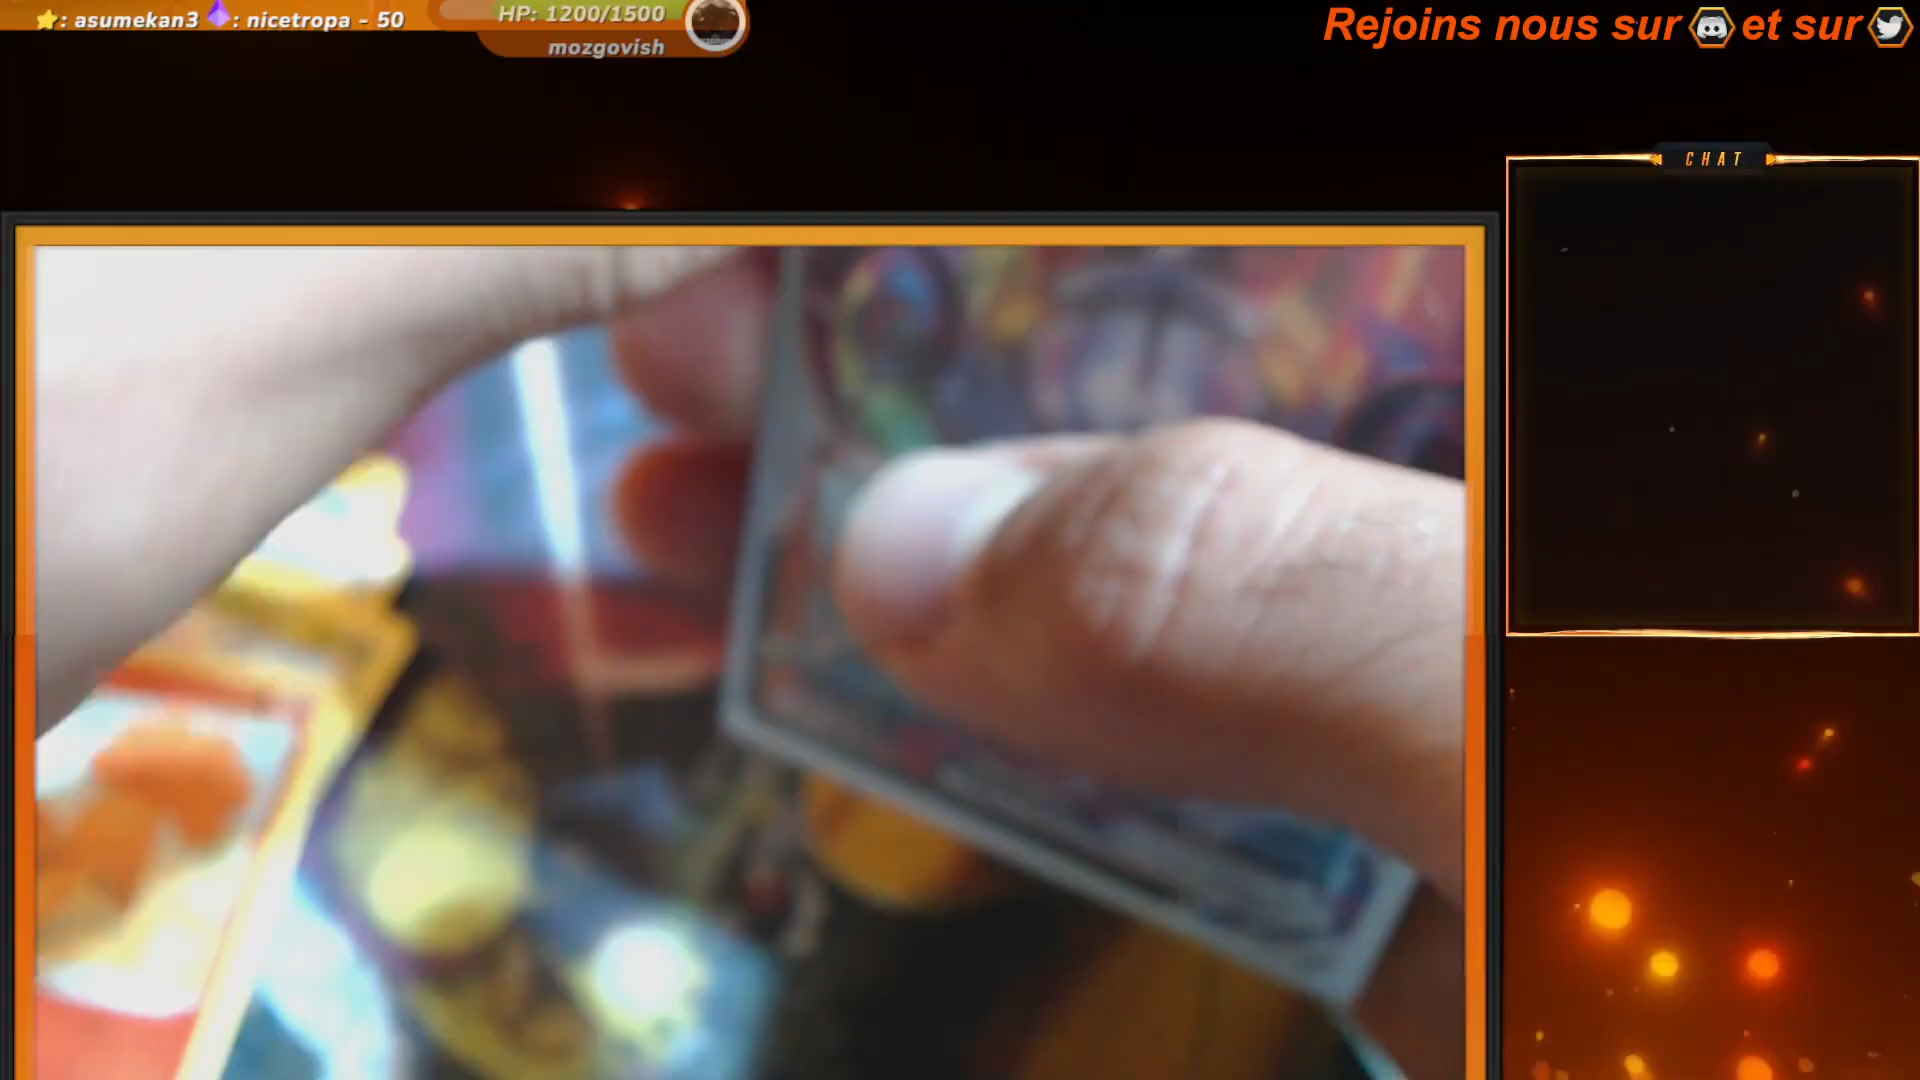 : asumekan3 : nicetropa - 50
HP: 1200/1500
mozgovish
Rejoins nous sur et sur
CHAT